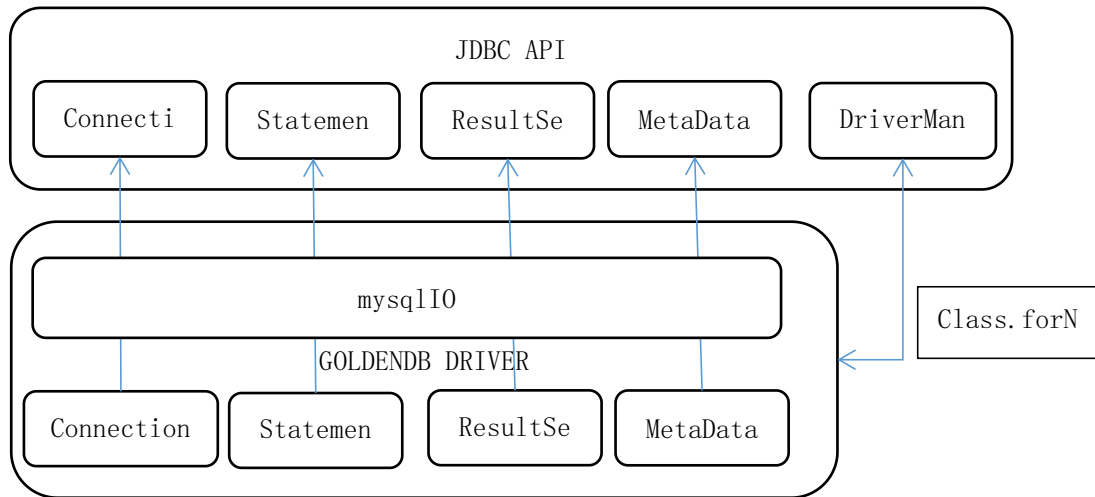 JDBC API
Connecti
Statemen
ResultSe
MetaData
DriverMan
mysqlIO
Class.forN
GOLDENDB DRIVER
Connection
Statemen
ResultSe
MetaData